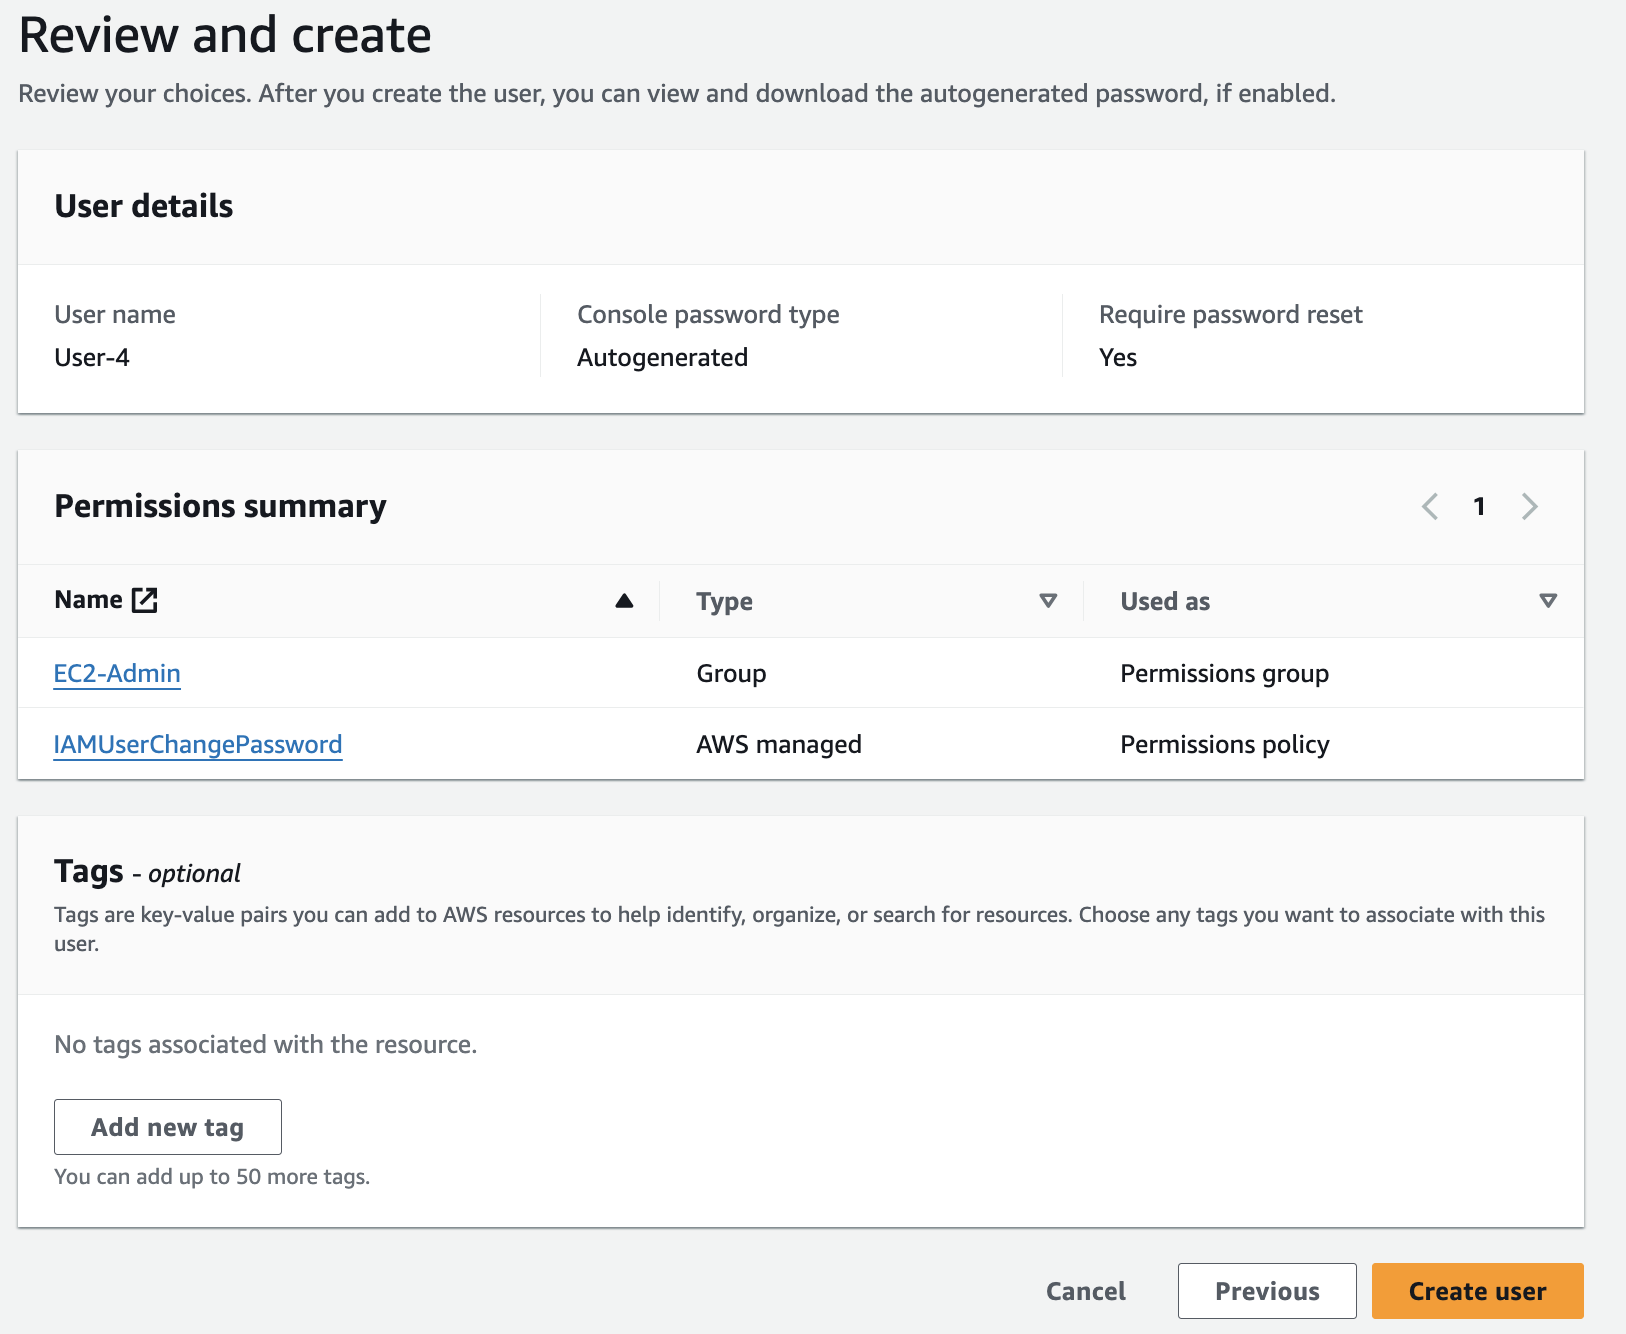 Review and create
Review your choices. After you create the user, you can view and download the autogenerated password, if enabled.
User details
User name
User-4
Console password type
Autogenerated
Require password reset
Yes
Permissions summary
1
Name
Type
Used as
EC2-Admin
Group
Permissions group
IAMUserChangePassword
AWS managed
Permissions policy
Tags - optional
Tags are key-value pairs you can add to AWS resources to help identify, organize, or search for resources. Choose any tags you want to associate with this
user.
No tags associated with the resource.
Add new tag
You can add up to 50 more tags.
Cancel
Previous
Create user